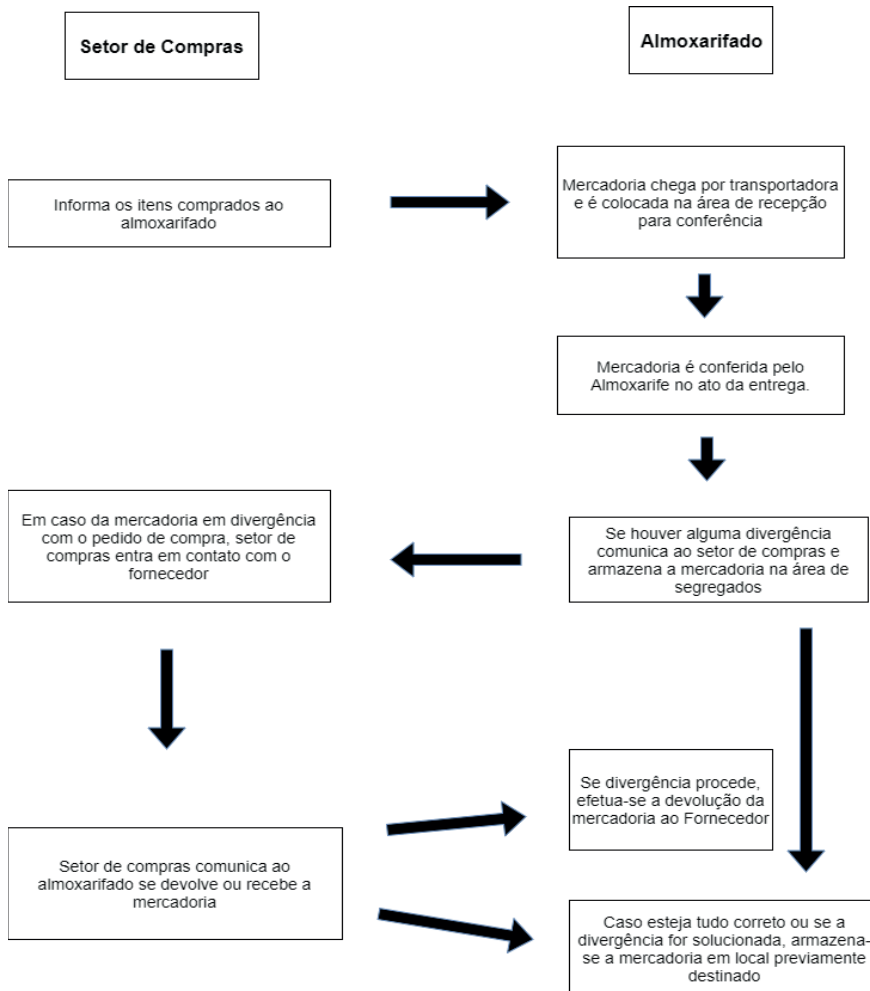 Setor de Compras
Almoxarifado
Informa os itens comprados ao
almoxarifado
Mercadoria chega por transportadora
e é colocada na área de recepção
para conferência
Mercadoria é conferida pelo
Almoxarife no ato da entrega.
Em caso da mercadoria em divergência
com o pedido de compra, setor de
compras entra em contato com o
fornecedor
Se houver alguma divergência
comunica ao setor de compras e
armazena a mercadoria na área de
segregados
Se divergência procede,
efetua-se a devolução da
mercadoria ao Fornecedor
Setor de compras comunica ao
almoxarifado se devolve ou recebe a
mercadoria
Caso esteja tudo correto ou se a
divergência for solucionada, armazena-
se a mercadoria em local previamente
destinado